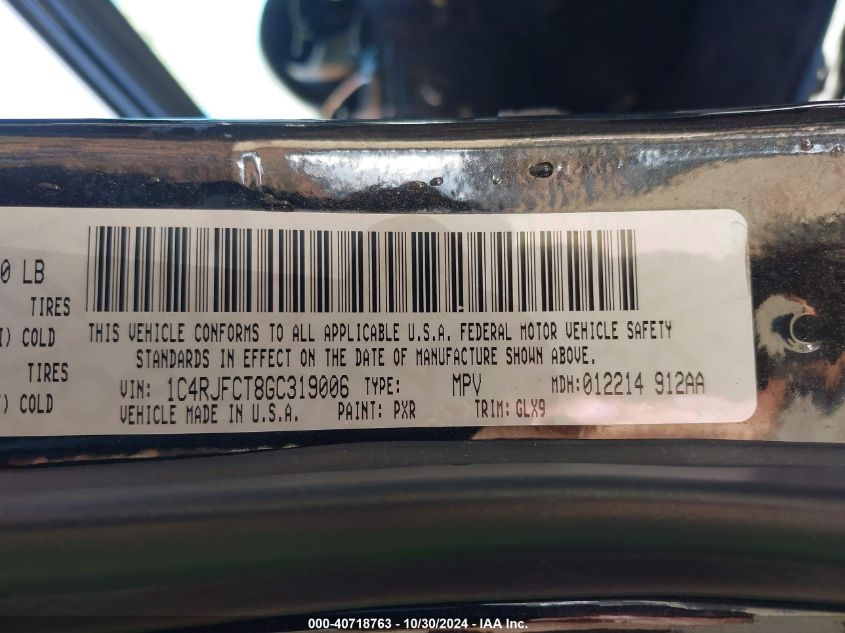 0 LB
TIRES
I) COLD
TIRES
) COLD
THIS VEHICLE CONFORMS TO ALL APPLICABLE U.S.A. FEDERAL MOTOR VEHICLE SAFETY
STANDARDS IN EFFECT ON THE DATE OF MANUFACTURE SHOWN ABOVE.
VIN: 1C4RJFCT8GC319006 TYPE: MPV MDH:012214 912AA
VEHICLE MADE IN U.S.A. PAINT: PXR TRIM: GLX9
000-40718763 - 10/30/2024 - IAA Inc.